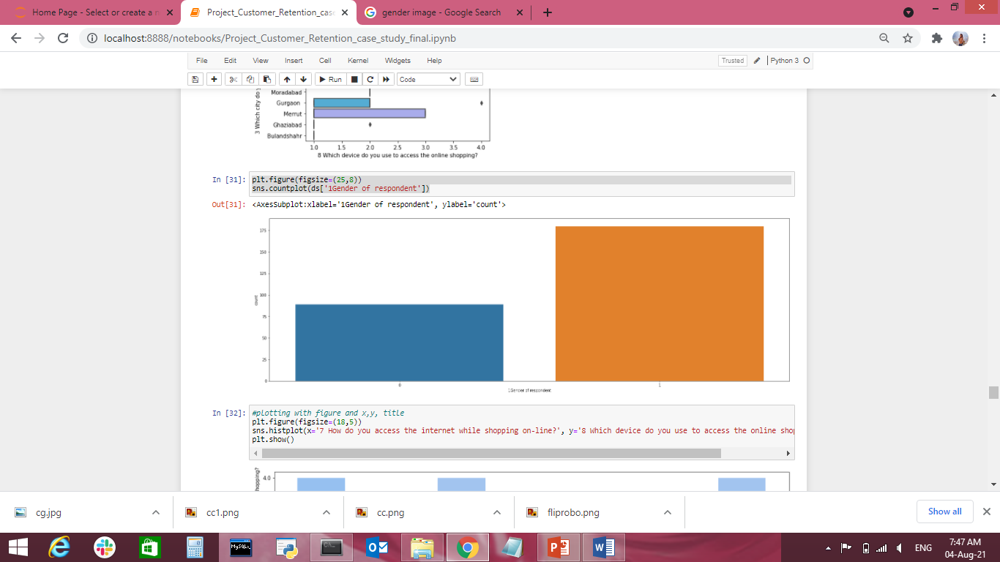 Home Page - Select or create a n
Project_Customer_Retention_case
gender image - Google Search
localhost:8888/notebooks/Project_Customer_Retention_case_study_final.ipynb
File Edit View Insert Cell Kernel Widgets Help
Trusted Python 3
Run Code
3 Which city do
Moradabad
Gurgaon
Merrut
Ghaziabad
Bulandshahr
1.0 1.5 2.0 2.5 3.0 3.5 4.0
8 Which device do you use to access the online shopping?
In [31]: plt.figure(figsize=(25,8))
sns.countplot(ds['1Gender of respondent'])
Out[31]: <AxesSubplot:xlabel='1Gender of respondent', ylabel='count'>
count
175
150
125
100
75
50
25
0
0 1
1Gender of respondent
In [32]: #plotting with figure and x,y, title
plt.figure(figsize=(18,5))
sns.histplot(x='7 How do you access the internet while shopping on-line?', y='8 Which device do you use to access the online shop
plt.show()
hopping?
4.0
cg.jpg cc1.png cc.png fliprobo.png Show all
MySQL
ENG 7:47 AM
04-Aug-21